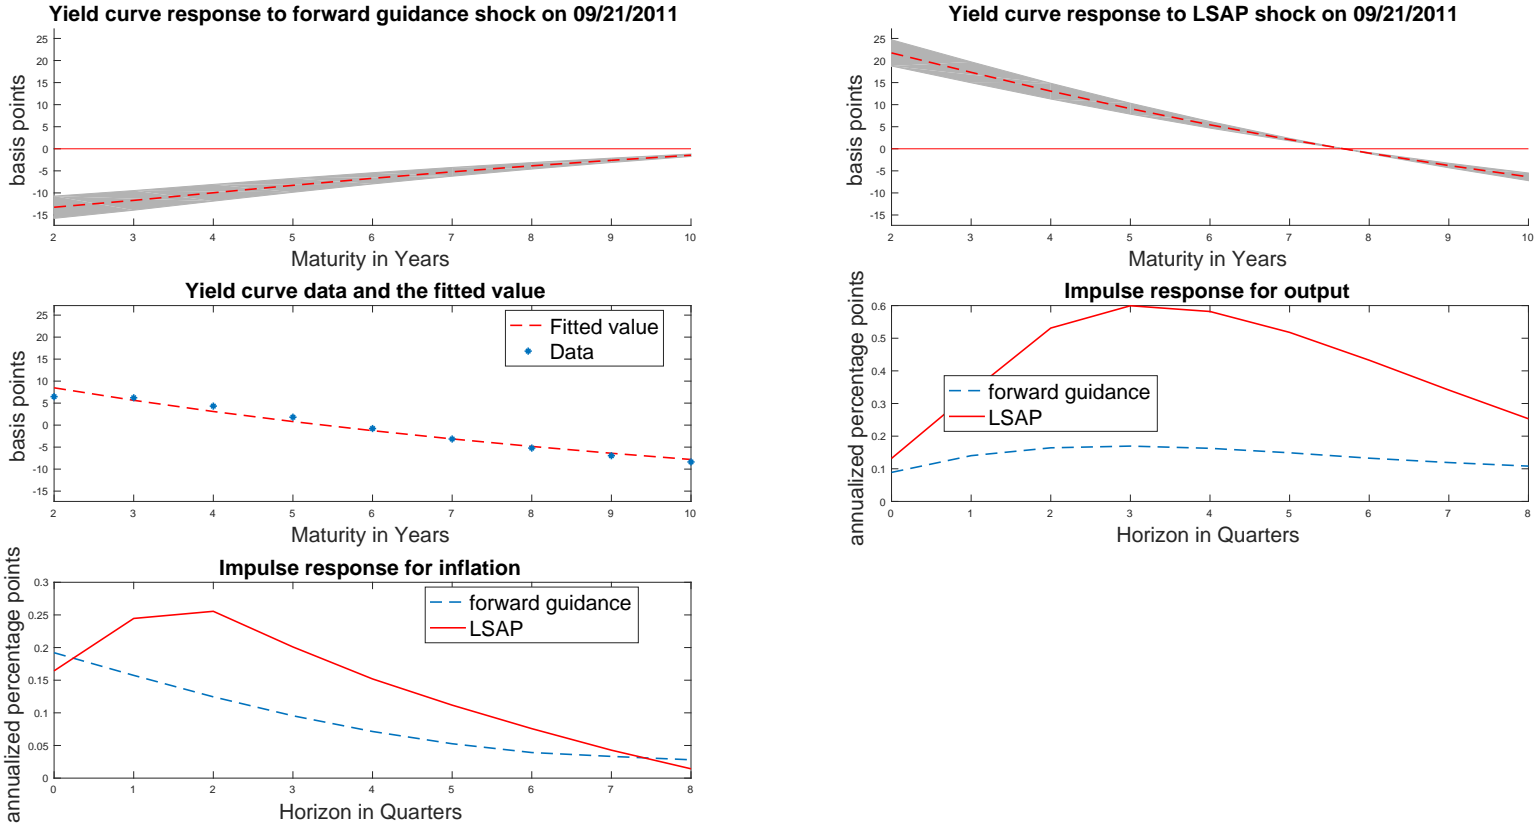 Yield curve response to forward guidance shock on 09/21/2011
25
20
15
10
5
0
-5
-10
-15
basis points
2 3 4 5 6 7 8 9 10
Maturity in Years
Yield curve response to LSAP shock on 09/21/2011
25
20
15
10
5
0
-5
-10
-15
basis points
2 3 4 5 6 7 8 9 10
Maturity in Years
Yield curve data and the fitted value
25
20
15
10
5
0
-5
-10
-15
basis points
Fitted value
Data
2 3 4 5 6 7 8 9 10
Maturity in Years
Impulse response for output
0.6
0.5
0.4
0.3
0.2
0.1
0
annualized percentage points
forward guidance
LSAP
0 1 2 3 4 5 6 7 8
Horizon in Quarters
Impulse response for inflation
0.3
0.25
0.2
0.15
0.1
0.05
0
annualized percentage points
forward guidance
LSAP
0 1 2 3 4 5 6 7 8
Horizon in Quarters